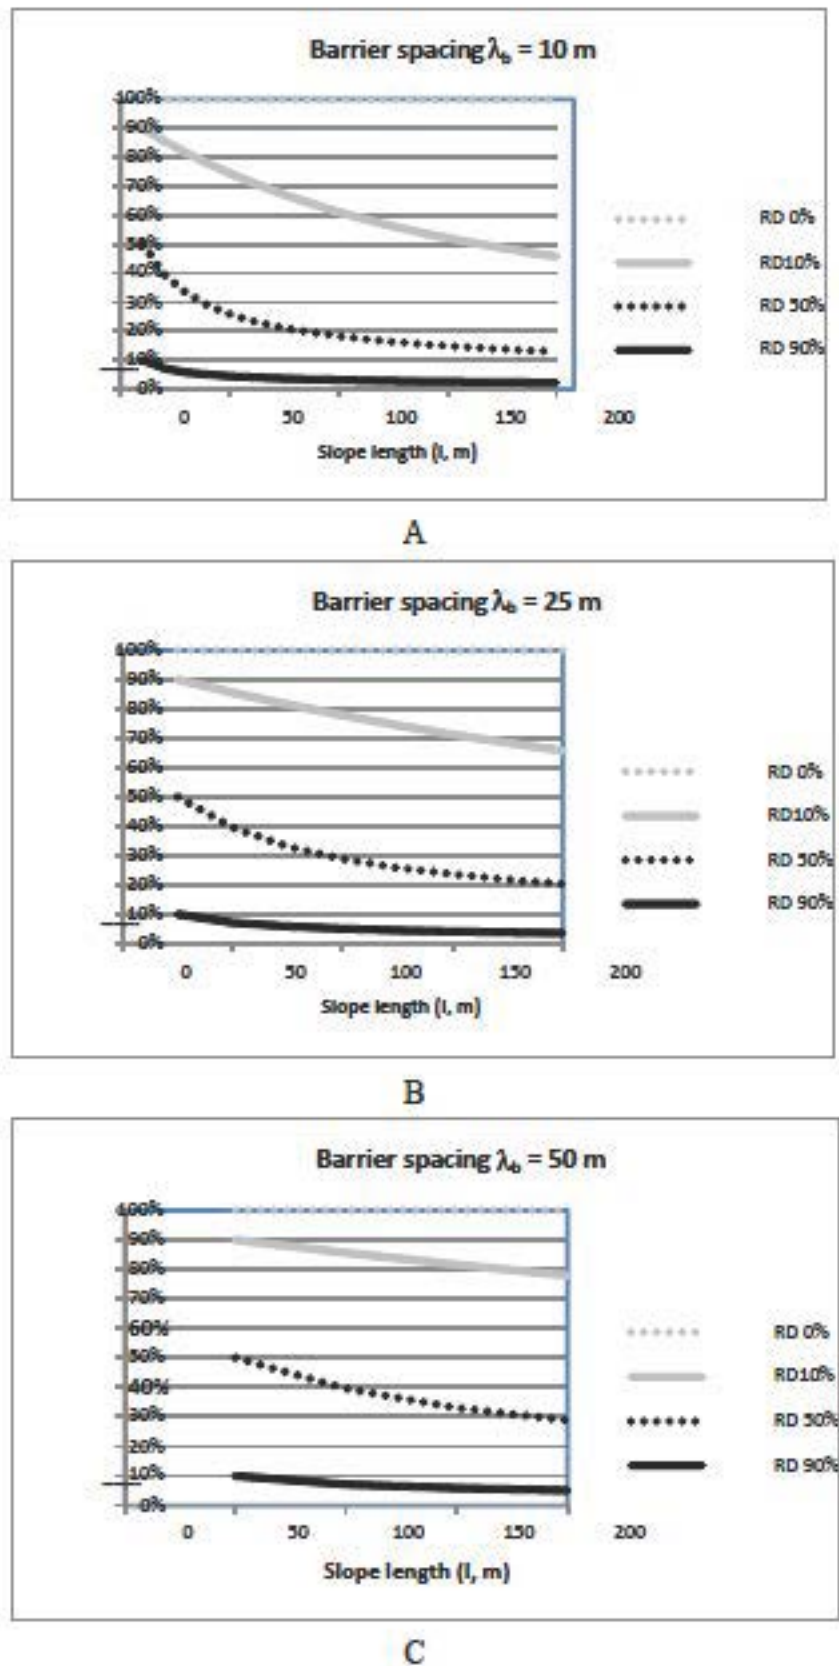 Barrier spacing λb = 10 m
100%
90%
80%
70%
60%
50%
40%
30%
20%
10%
0%
0 50 100 150 200
Slope length (l, m)
RD 0%
RD10%
RD 50%
RD 90%
A
Barrier spacing λb = 25 m
100%
90%
80%
70%
60%
50%
40%
30%
20%
10%
0%
0 50 100 150 200
Slope length (l, m)
RD 0%
RD10%
RD 50%
RD 90%
B
Barrier spacing λb = 50 m
100%
90%
80%
70%
60%
50%
40%
30%
20%
10%
0%
0 50 100 150 200
Slope length (l, m)
RD 0%
RD10%
RD 50%
RD 90%
C